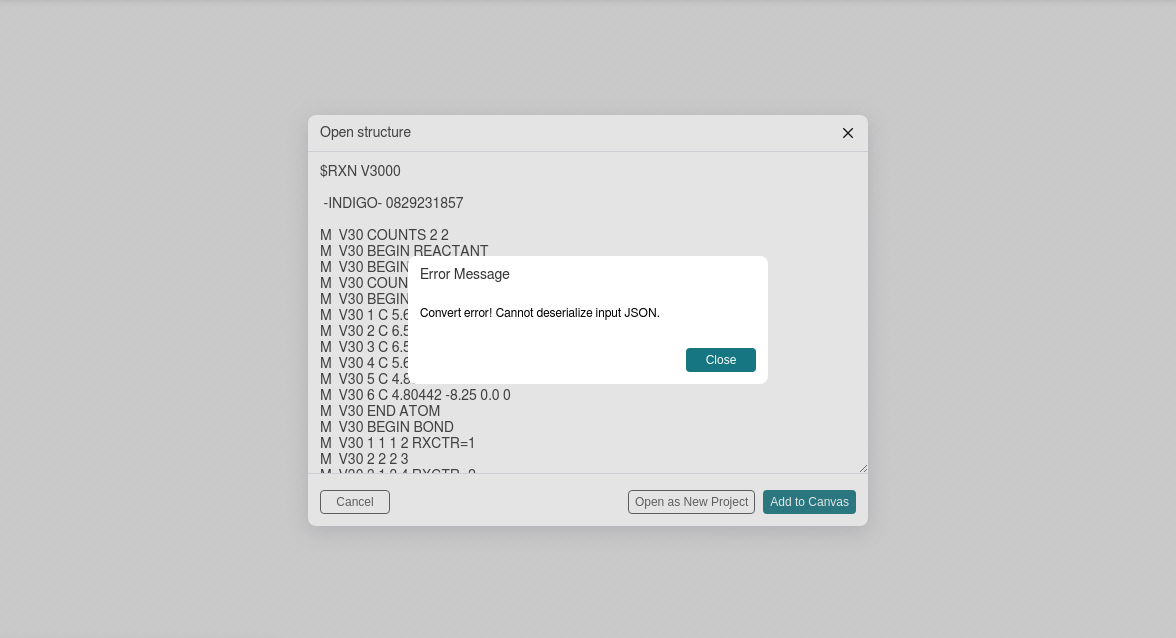 Open structure
$RXN V3000
-INDIGO- 0829231857
M V30 COUNTS 2 2
M V30 BEGIN REACTANT
M V30 BEGIN
M V30 COUN
M V30 BEGIN
M V30 1 C 5.6
M V30 2 C 6.5
M V30 3 C 6.5
M V30 4 C 5.6
M V30 5 C 4.8
M V30 6 C 4.80442 -8.25 0.0 0
M V30 END ATOM
M V30 BEGIN BOND
M V30 1 1 1 2 RXCTR=1
M V30 2 2 2 3
Error Message
Convert error! Cannot deserialize input JSON.
Close
Cancel
Open as New Project
Add to Canvas